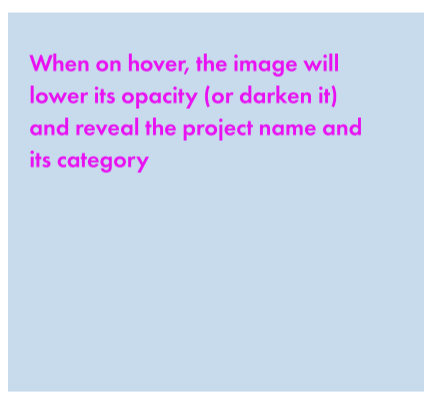 When on hover, the image will
lower its opacity (or darken it)
and reveal the project name and
its category